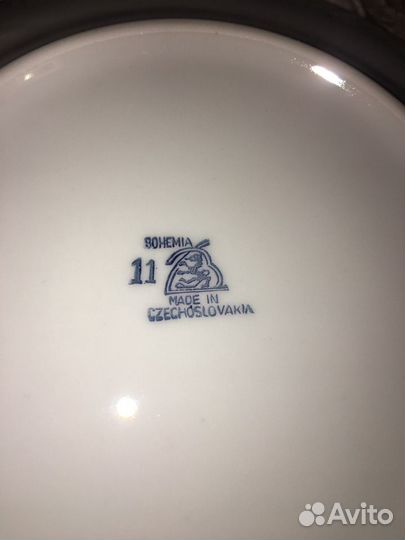 BOHEMIA
11
MADE IN
CZECHOSLOVAKIA
Avito